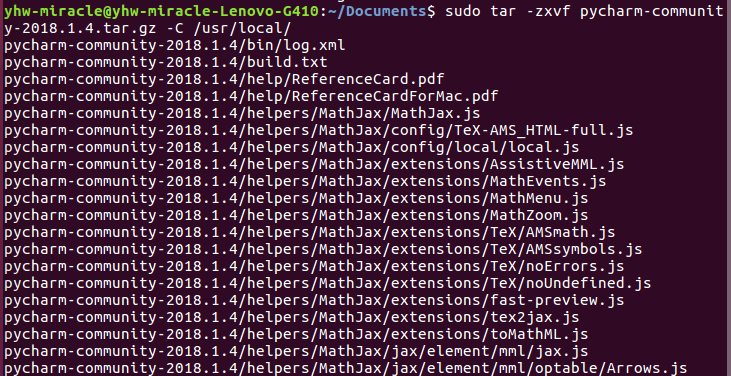 yhw-miracle@yhw-miracle-Lenovo-G410:~/Documents$ sudo tar -zxvf pycharm-communit
y-2018.1.4.tar.gz -C /usr/local/
pycharm-community-2018.1.4/bin/log.xml
pycharm-community-2018.1.4/build.txt
pycharm-community-2018.1.4/help/ReferenceCard.pdf
pycharm-community-2018.1.4/help/ReferenceCardForMac.pdf
pycharm-community-2018.1.4/helpers/MathJax/MathJax.js
pycharm-community-2018.1.4/helpers/MathJax/config/TeX-AMS_HTML-full.js
pycharm-community-2018.1.4/helpers/MathJax/config/local/local.js
pycharm-community-2018.1.4/helpers/MathJax/extensions/AssistiveMML.js
pycharm-community-2018.1.4/helpers/MathJax/extensions/MathEvents.js
pycharm-community-2018.1.4/helpers/MathJax/extensions/MathMenu.js
pycharm-community-2018.1.4/helpers/MathJax/extensions/MathZoom.js
pycharm-community-2018.1.4/helpers/MathJax/extensions/TeX/AMSmath.js
pycharm-community-2018.1.4/helpers/MathJax/extensions/TeX/AMSsymbols.js
pycharm-community-2018.1.4/helpers/MathJax/extensions/TeX/noErrors.js
pycharm-community-2018.1.4/helpers/MathJax/extensions/TeX/noUndefined.js
pycharm-community-2018.1.4/helpers/MathJax/extensions/fast-preview.js
pycharm-community-2018.1.4/helpers/MathJax/extensions/tex2jax.js
pycharm-community-2018.1.4/helpers/MathJax/extensions/toMathML.js
pycharm-community-2018.1.4/helpers/MathJax/jax/element/mml/jax.js
pycharm-community-2018.1.4/helpers/MathJax/jax/element/mml/optable/Arrows.js